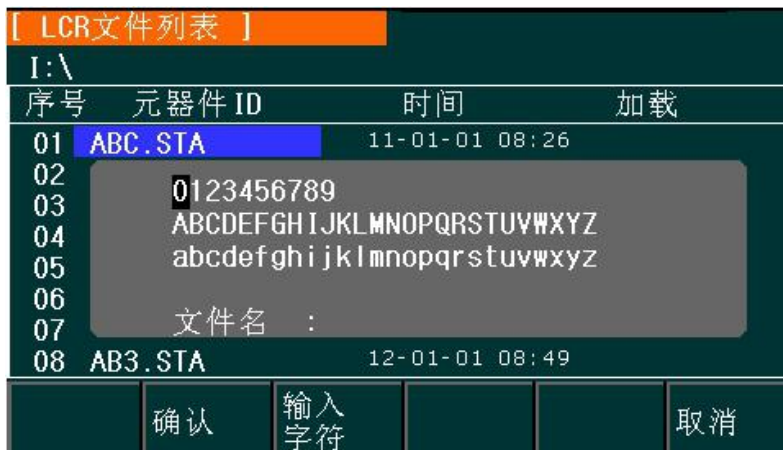 [ LCR文件列表 ]
I:\
序号 元器件ID 时间 加载
01 ABC.STA 11-01-01 08:26
02
03
04
05
06
07
0123456789
ABCDEFGHIJKLMNOPQRSTUVWXYZ
abcdefghijklmnopqrstuvwxyz
文件名 :
08 AB3.STA 12-01-01 08:49
确认 输入字符 取消